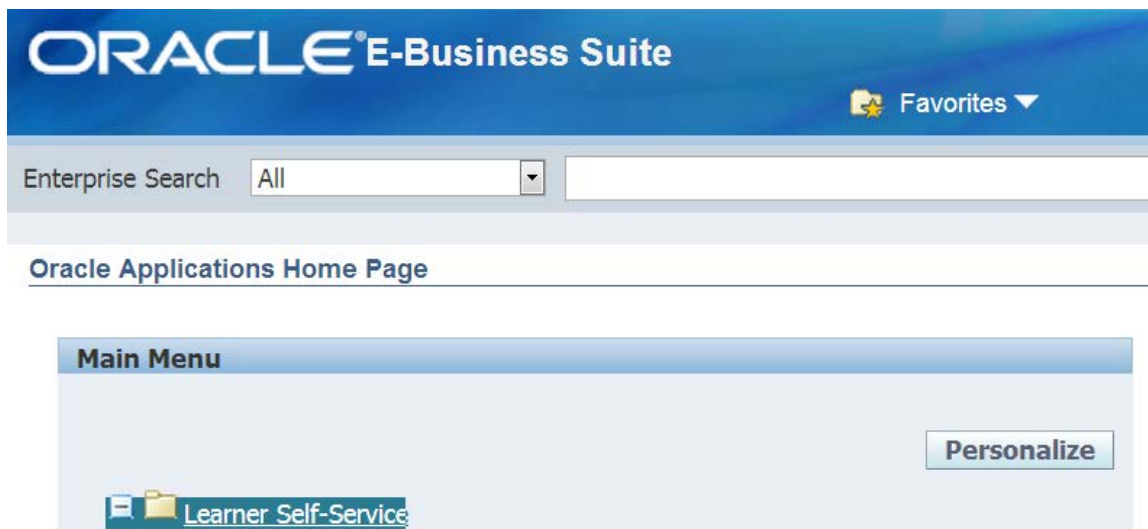 ORACLE® E-Business Suite
Favorites
Enterprise Search All
Oracle Applications Home Page
Main Menu
Personalize
Learner Self-Service